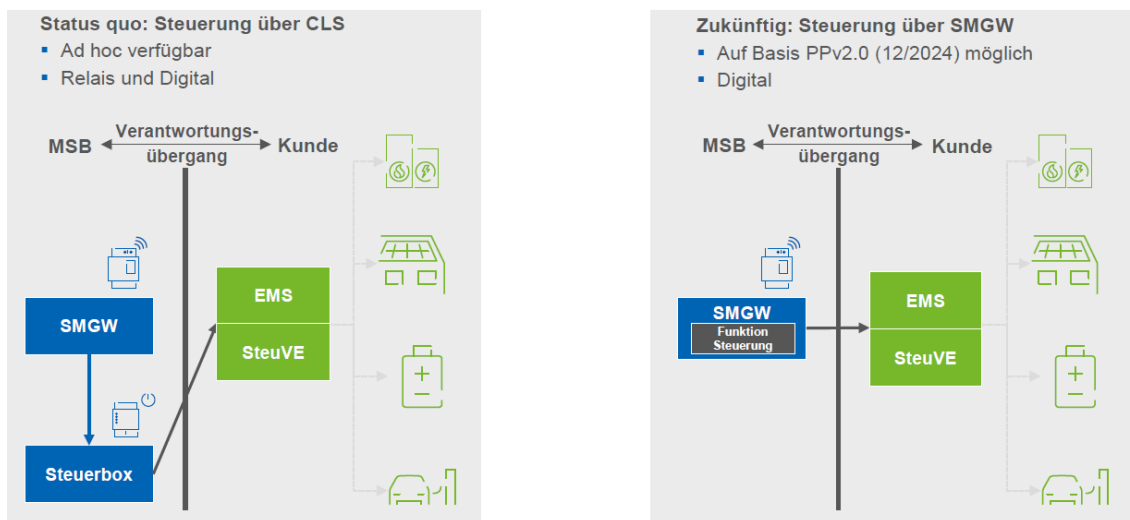 Status quo: Steuerung über CLS
▪ Ad hoc verfügbar
▪ Relais und Digital
MSB
Verantwortungs-
übergang
Kunde
SMGW
EMS
SteuVE
Steuerbox
Zukünftig: Steuerung über SMGW
▪ Auf Basis PPv2.0 (12/2024) möglich
▪ Digital
MSB
Verantwortungs-
übergang
Kunde
SMGW
Funktion
Steuerung
EMS
SteuVE